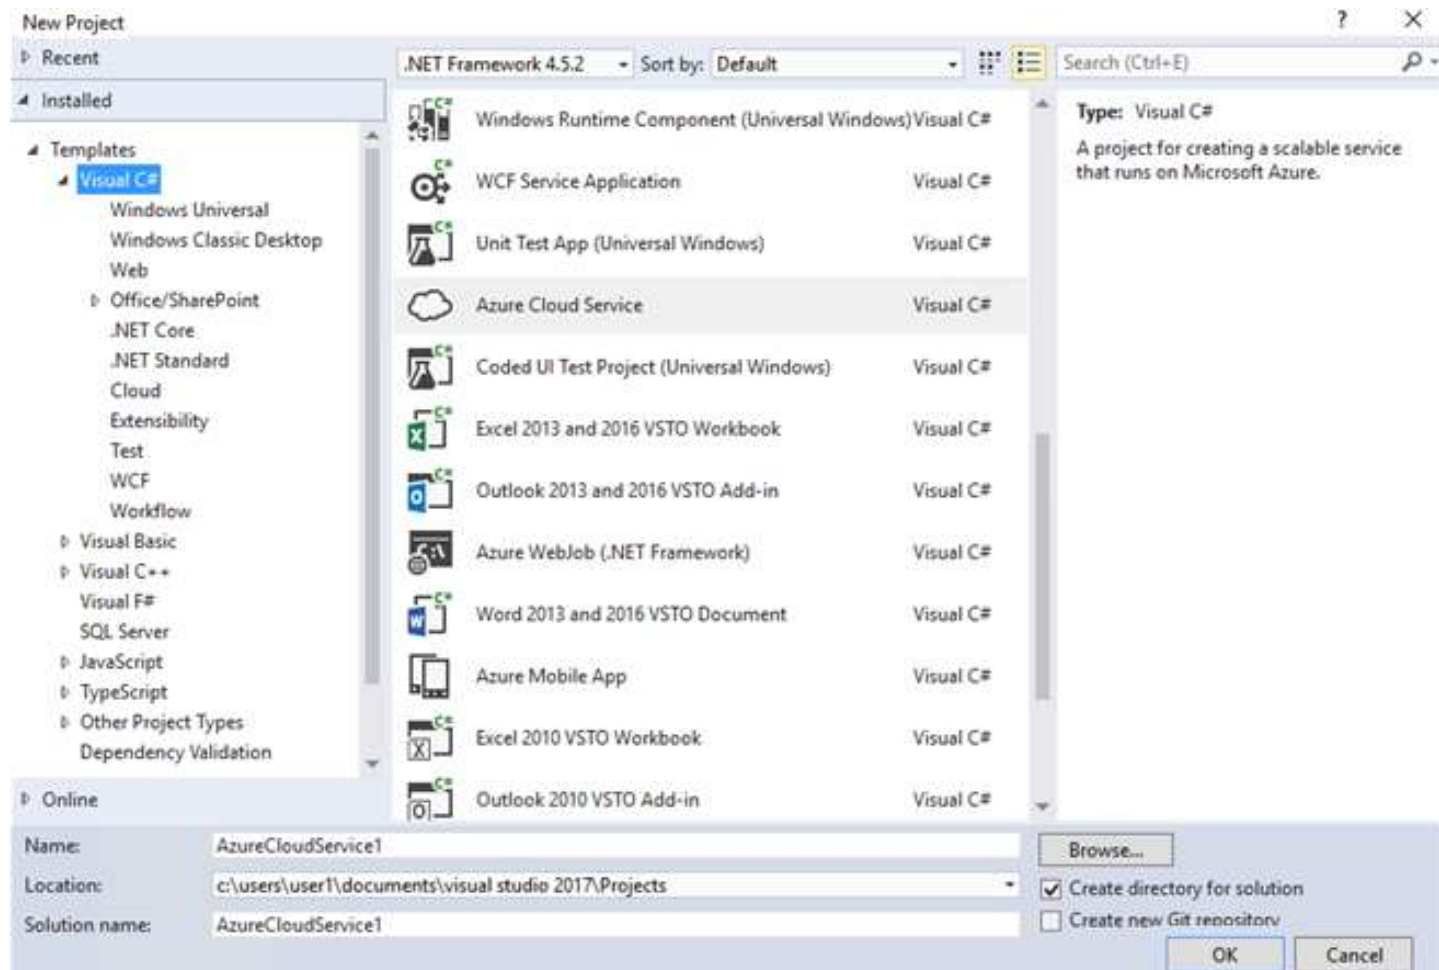 New Project
? ×
Recent
.NET Framework 4.5.2 Sort by: Default
Search (Ctrl+E)
Installed
Templates
Visual C#
Windows Universal
Windows Classic Desktop
Web
Office/SharePoint
.NET Core
.NET Standard
Cloud
Extensibility
Test
WCF
Workflow
Visual Basic
Visual C++
Visual F#
SQL Server
JavaScript
TypeScript
Other Project Types
Dependency Validation
Online
Windows Runtime Component (Universal Windows) Visual C#
WCF Service Application Visual C#
Unit Test App (Universal Windows) Visual C#
Azure Cloud Service Visual C#
Coded UI Test Project (Universal Windows) Visual C#
Excel 2013 and 2016 VSTO Workbook Visual C#
Outlook 2013 and 2016 VSTO Add-in Visual C#
Azure WebJob (.NET Framework) Visual C#
Word 2013 and 2016 VSTO Document Visual C#
Azure Mobile App Visual C#
Excel 2010 VSTO Workbook Visual C#
Outlook 2010 VSTO Add-in Visual C#
Type: Visual C#
A project for creating a scalable service
that runs on Microsoft Azure.
Name: AzureCloudService1
Browse...
Location: c:\users\user1\documents\visual studio 2017\Projects
Create directory for solution
Solution name: AzureCloudService1
Create new Git repository
OK Cancel